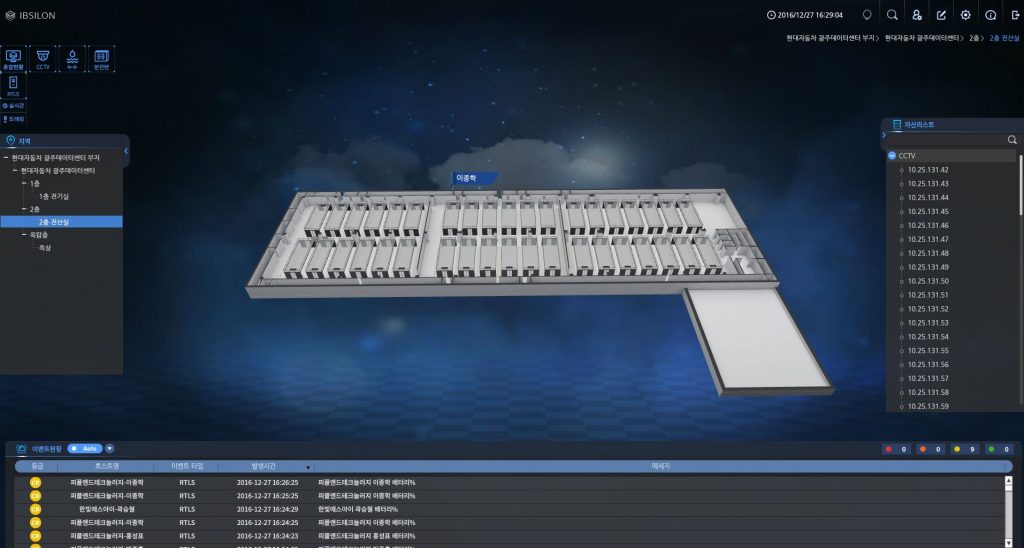 IBSILON
2016/12/27 16:29:04
현대자동차 광주데이터센터 부지> 현대자동차 광주데이터센터> 2층> 2층 전산실
종합현황 CCTV 누수 분전반
RTLS
실시간
트래킹
지역
현대자동차 광주데이터센터 부지
현대자동차 광주데이터센터
1층
1층 전기실
2층
2층 전산실
옥탑층
옥상
이종학
자산리스트
CCTV
10.25.131.42
10.25.131.43
10.25.131.44
10.25.131.45
10.25.131.46
10.25.131.47
10.25.131.48
10.25.131.49
10.25.131.50
10.25.131.51
10.25.131.52
10.25.131.53
10.25.131.54
10.25.131.55
10.25.131.56
10.25.131.57
10.25.131.58
10.25.131.59
이벤트현황 Auto 0 0 9 0
등급 호스트명 이벤트 타입 발생시간 메세지
CR 피플앤드테크놀러지-이종학 RTLS 2016-12-27 16:26:25 피플앤드테크놀러지 이종학 배터리%
CR 피플앤드테크놀러지-이종학 RTLS 2016-12-27 16:25:25 피플앤드테크놀러지 이종학 배터리%
CR 한빛에스아이-곽승철 RTLS 2016-12-27 16:24:29 한빛에스아이 곽승철 배터리%
CR 피플앤드테크놀러지-이종학 RTLS 2016-12-27 16:24:25 피플앤드테크놀러지 이종학 배터리%
CR 피플앤드테크놀러지-홍성표 RTLS 2016-12-27 16:24:23 피플앤드테크놀러지 홍성표 배터리%